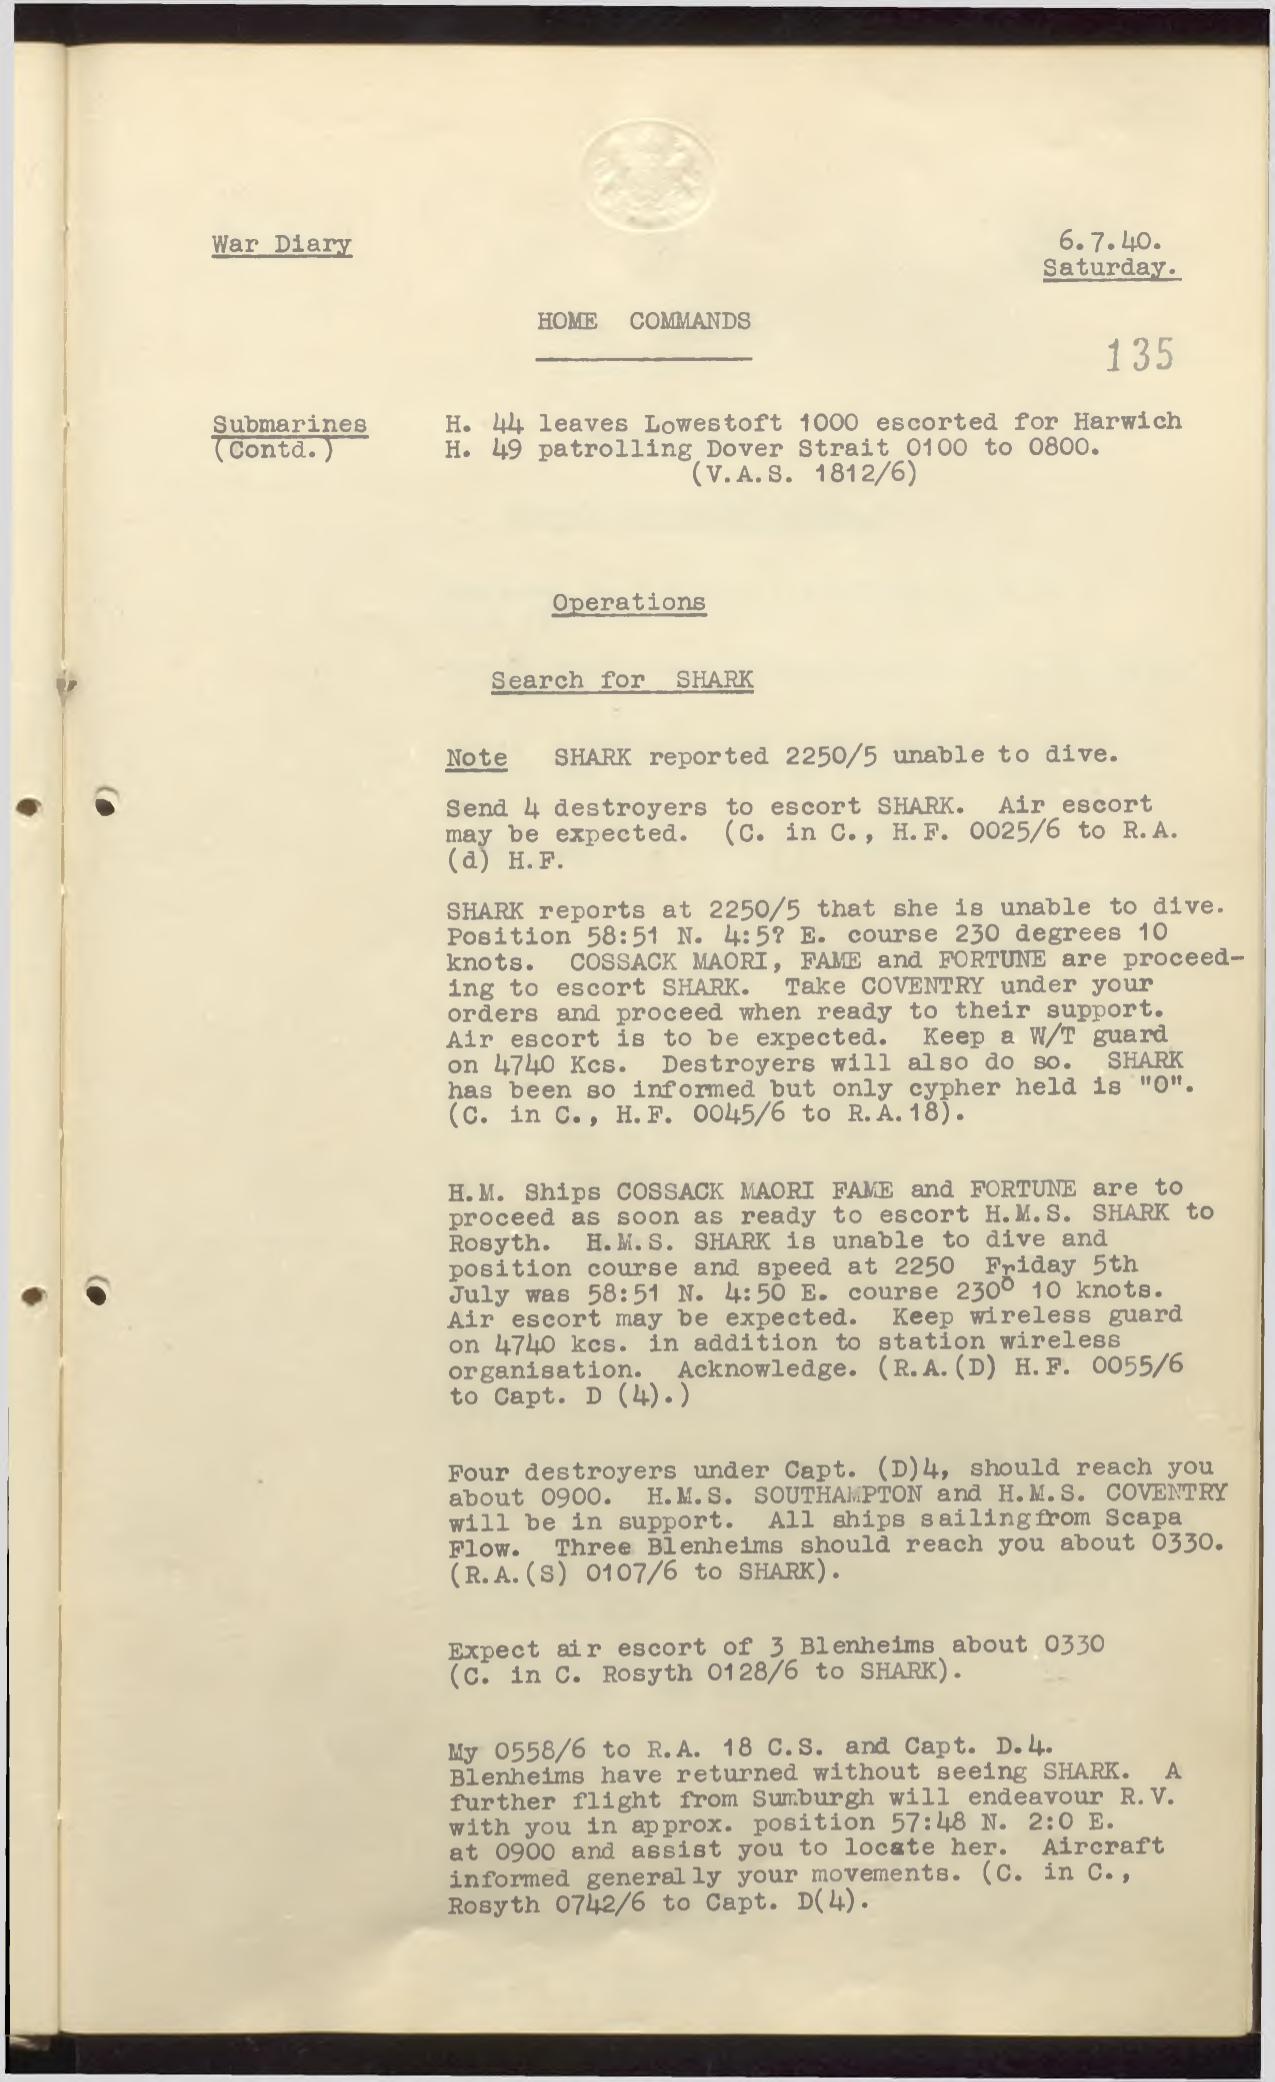 War Diary
6.7.40.
Saturday.
HOME COMMANDS
135
Submarines
(Contd.)
H. 44 leaves Lowestoft 1000 escorted for Harwich
H. 49 patrolling Dover Strait 0100 to 0800.
(V.A.S. 1812/6)
Operations
Search for SHARK
Note SHARK reported 2250/5 unable to dive.
Send 4 destroyers to escort SHARK. Air escort
may be expected. (C. in C., H.F. 0025/6 to R.A.
(d) H.F.
SHARK reports at 2250/5 that she is unable to dive.
Position 58:51 N. 4:5? E. course 230 degrees 10
knots. COSSACK MAORI, FAME and FORTUNE are proceed-
ing to escort SHARK. Take COVENTRY under your
orders and proceed when ready to their support.
Air escort is to be expected. Keep a W/T guard
on 4740 Kcs. Destroyers will also do so. SHARK
has been so informed but only cypher held is "0".
(C. in C., H.F. 0045/6 to R.A.18).
H.M. Ships COSSACK MAORI FAME and FORTUNE are to
proceed as soon as ready to escort H.M.S. SHARK to
Rosyth. H.M.S. SHARK is unable to dive and
position course and speed at 2250 Friday 5th
July was 58:51 N. 4:50 E. course 230° 10 knots.
Air escort may be expected. Keep wireless guard
on 4740 kcs. in addition to station wireless
organisation. Acknowledge. (R.A.(D) H.F. 0055/6
to Capt. D (4).)
Four destroyers under Capt. (D)4, should reach you
about 0900. H.M.S. SOUTHAMPTON and H.M.S. COVENTRY
will be in support. All ships sailingfrom Scapa
Flow. Three Blenheims should reach you about 0330.
(R.A.(S) 0107/6 to SHARK).
Expect air escort of 3 Blenheims about 0330
(C. in C. Rosyth 0128/6 to SHARK).
My 0558/6 to R.A. 18 C.S. and Capt. D.4.
Blenheims have returned without seeing SHARK. A
further flight from Sumburgh will endeavour R.V.
with you in approx. position 57:48 N. 2:0 E.
at 0900 and assist you to locate her. Aircraft
informed generally your movements. (C. in C.,
Rosyth 0742/6 to Capt. D(4).